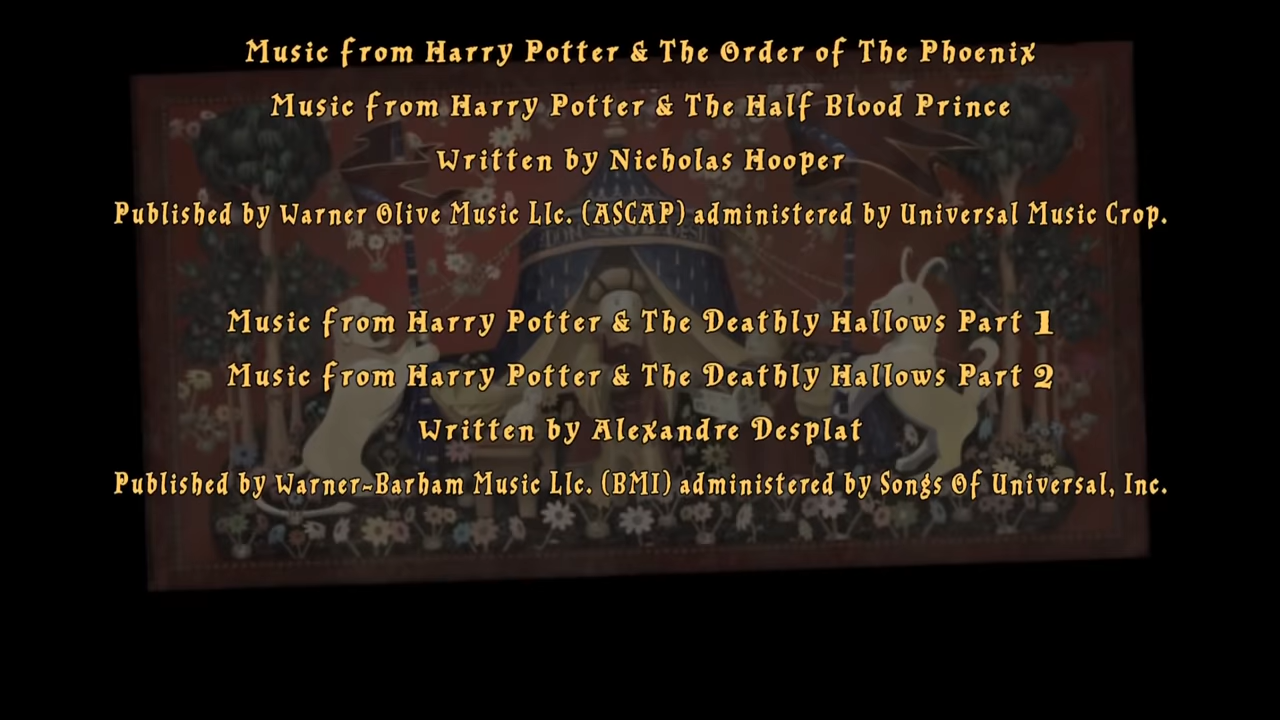 Music from Harry Potter & The Order of The Phoenix
Music from Harry Potter & The Half Blood Prince
Written by Nicholas Hooper
Published by Warner Olive Music Llc. (ASCAP) administered by Universal Music Crop.
Music from Harry Potter & The Deathly Hallows Part 1
Music from Harry Potter & The Deathly Hallows Part 2
Written by Alexandre Desplat
Published by Warner-Barham Music Llc. (BMI) administered by Songs Of Universal, Inc.